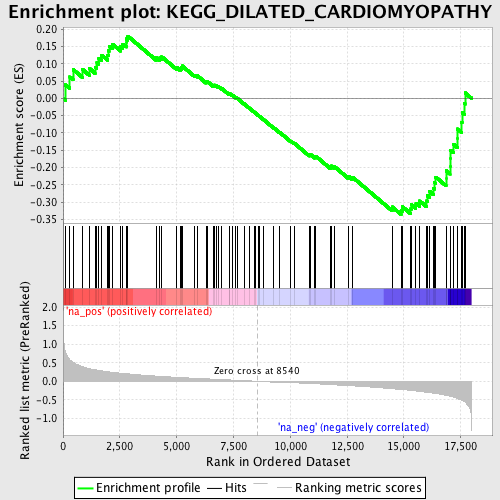 Enrichment plot: KEGG_DILATED_CARDIOMYOPATHY
Enrichment score (ES)
0.20
0.15
0.10
0.05
0.00
-0.05
-0.10
-0.15
-0.20
-0.25
-0.30
-0.35
'na_pos' (positively correlated)
Ranked list metric (PreRanked)
2.0
1.5
1.0
0.5
0.0
-0.5
-1.0
Zero cross at 8540
'na_neg' (negatively correlated)
0 2,500 5,000 7,500 10,000 12,500 15,000 17,500
Rank in Ordered Dataset
Enrichment profile Hits Ranking metric scores